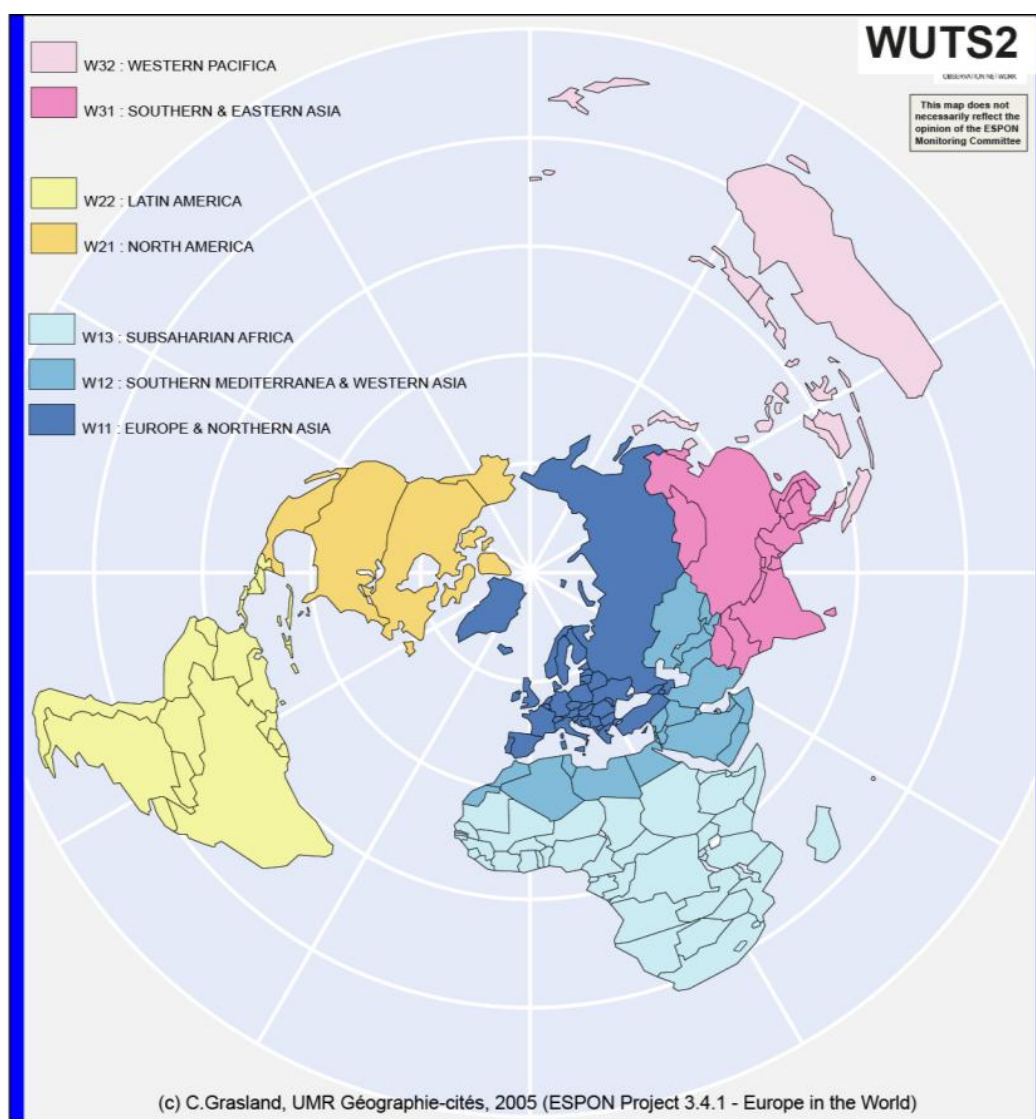 WUTS2
OBSERVATION NETWORK
This map does not
necessarily reflect the
opinion of the ESPON
Monitoring Committee
W32 : WESTERN PACIFICA
W31 : SOUTHERN & EASTERN ASIA
W22 : LATIN AMERICA
W21 : NORTH AMERICA
W13 : SUBSAHARIAN AFRICA
W12 : SOUTHERN MEDITERRANEA & WESTERN ASIA
W11 : EUROPE & NORTHERN ASIA
(c) C.Grasland, UMR Géographie-cités, 2005 (ESPON Project 3.4.1 - Europe in the World)